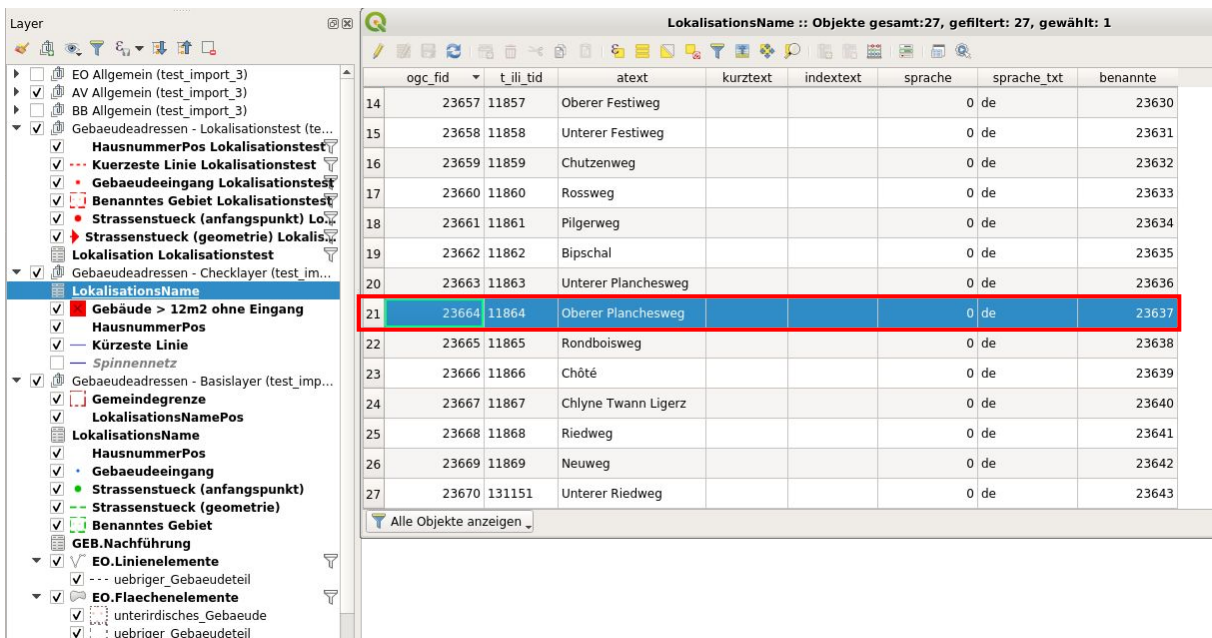 Layer
EO Allgemein (test_import_3)
AV Allgemein (test_import_3)
BB Allgemein (test_import_3)
Gebaeudeadressen - Lokalisationstest (te...
HausnummerPos Lokalisationstest
Kuerzeste Linie Lokalisationstest
Gebaeudeeingang Lokalisationstest
Benanntes Gebiet Lokalisationstest
Strassenstueck (anfangspunkt) Lo...
Strassenstueck (geometrie) Lokalis...
Lokalisation Lokalisationstest
Gebaeudeadressen - Checklayer (test_im...
LokalisationsName
Gebäude > 12m2 ohne Eingang
HausnummerPos
Kürzeste Linie
Spinnennetz
Gebaeudeadressen - Basislayer (test_imp...
Gemeindegrenze
LokalisationsNamePos
LokalisationsName
HausnummerPos
Gebaeudeeingang
Strassenstueck (anfangspunkt)
Strassenstueck (geometrie)
Benanntes Gebiet
GEB.Nachführung
EO.Linienelemente
uebriger_Gebaeudeteil
EO.Flaechenelemente
unterirdisches_Gebaeude
uebriger_Gebaeudeteil
LokalisationsName :: Objekte gesamt:27, gefiltert: 27, gewählt: 1
ogc_fid t_ili_tid atext kurztext indextext sprache sprache_txt benannte
14 23657 11857 Oberer Festiweg 0 de 23630
15 23658 11858 Unterer Festiweg 0 de 23631
16 23659 11859 Chutzenweg 0 de 23632
17 23660 11860 Rossweg 0 de 23633
18 23661 11861 Pilgerweg 0 de 23634
19 23662 11862 Bipschal 0 de 23635
20 23663 11863 Unterer Planchesweg 0 de 23636
21 23664 11864 Oberer Planchesweg 0 de 23637
22 23665 11865 Rondboisweg 0 de 23638
23 23666 11866 Chôté 0 de 23639
24 23667 11867 Chlyne Twann Ligerz 0 de 23640
25 23668 11868 Riedweg 0 de 23641
26 23669 11869 Neuweg 0 de 23642
27 23670 131151 Unterer Riedweg 0 de 23643
Alle Objekte anzeigen